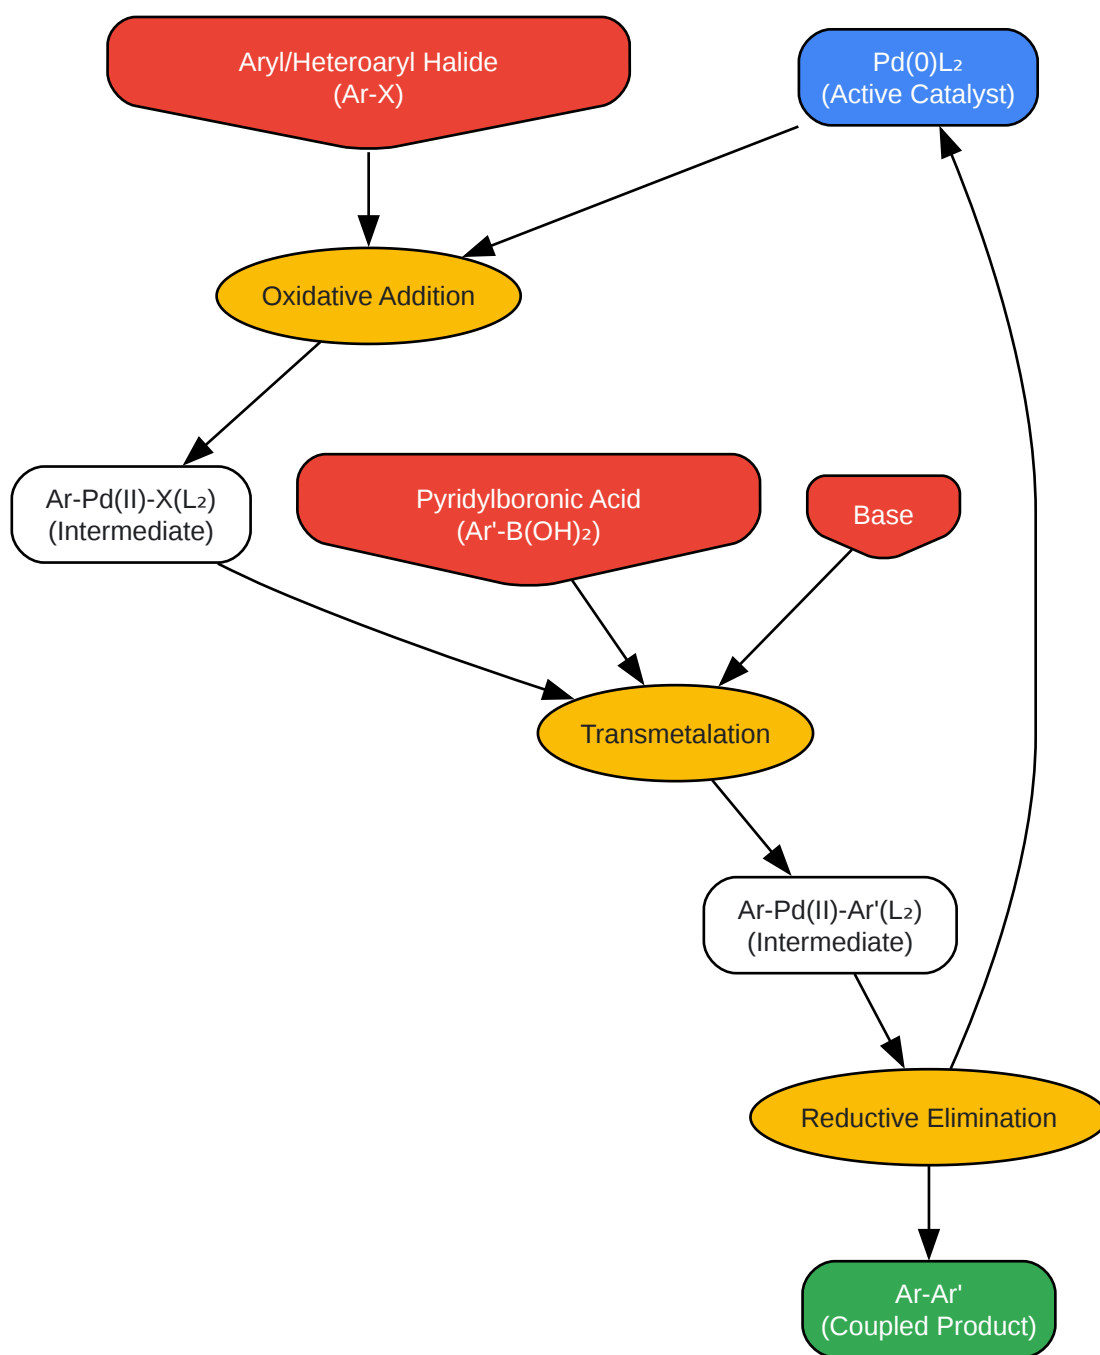 Aryl/Heteroaryl Halide
(Ar-X)
Pd(0)L₂
(Active Catalyst)
Oxidative Addition
Ar-Pd(II)-X(L₂)
(Intermediate)
Pyridylboronic Acid
(Ar'-B(OH)₂)
Base
Transmetalation
Ar-Pd(II)-Ar'(L₂)
(Intermediate)
Reductive Elimination
Ar-Ar'
(Coupled Product)